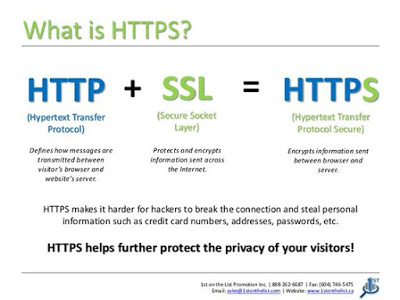 What is HTTPS?
HTTP + SSL = HTTPS
(Hypertext Transfer
Protocol)
(Secure Socket
Layer)
(Hypertext Transfer
Protocol Secure)
Defines how messages are
transmitted between
visitor's browser and
website's server.
Protects and encrypts
information sent across
the Internet.
Encrypts information sent
between browser and
server.
HTTPS makes it harder for hackers to break the connection and steal personal
information such as credit card numbers, addresses, passwords, etc.
HTTPS helps further protect the privacy of your visitors!
1st on the List Promotion Inc. | 888-262-6687 | Fax: (604) 746-5475
Email: sales@1stonthelist.com | Website: www.1stonthelist.ca
1ST